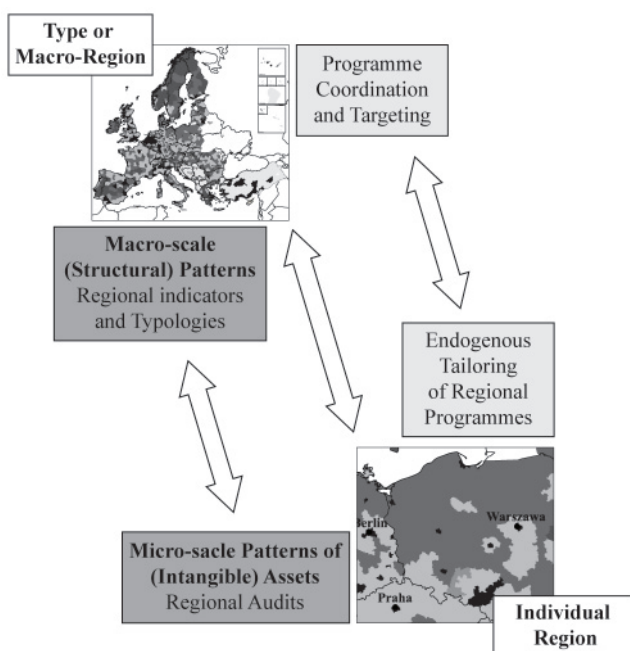 Type or
Macro-Region
Programme
Coordination
and Targeting
Macro-scale
(Structural) Patterns
Regional indicators
and Typologies
Endogenous
Tailoring
of Regional
Programmes
Berlin
Warszawa
Praha
Micro-sacle Patterns of
(Intangible) Assets
Regional Audits
Individual
Region